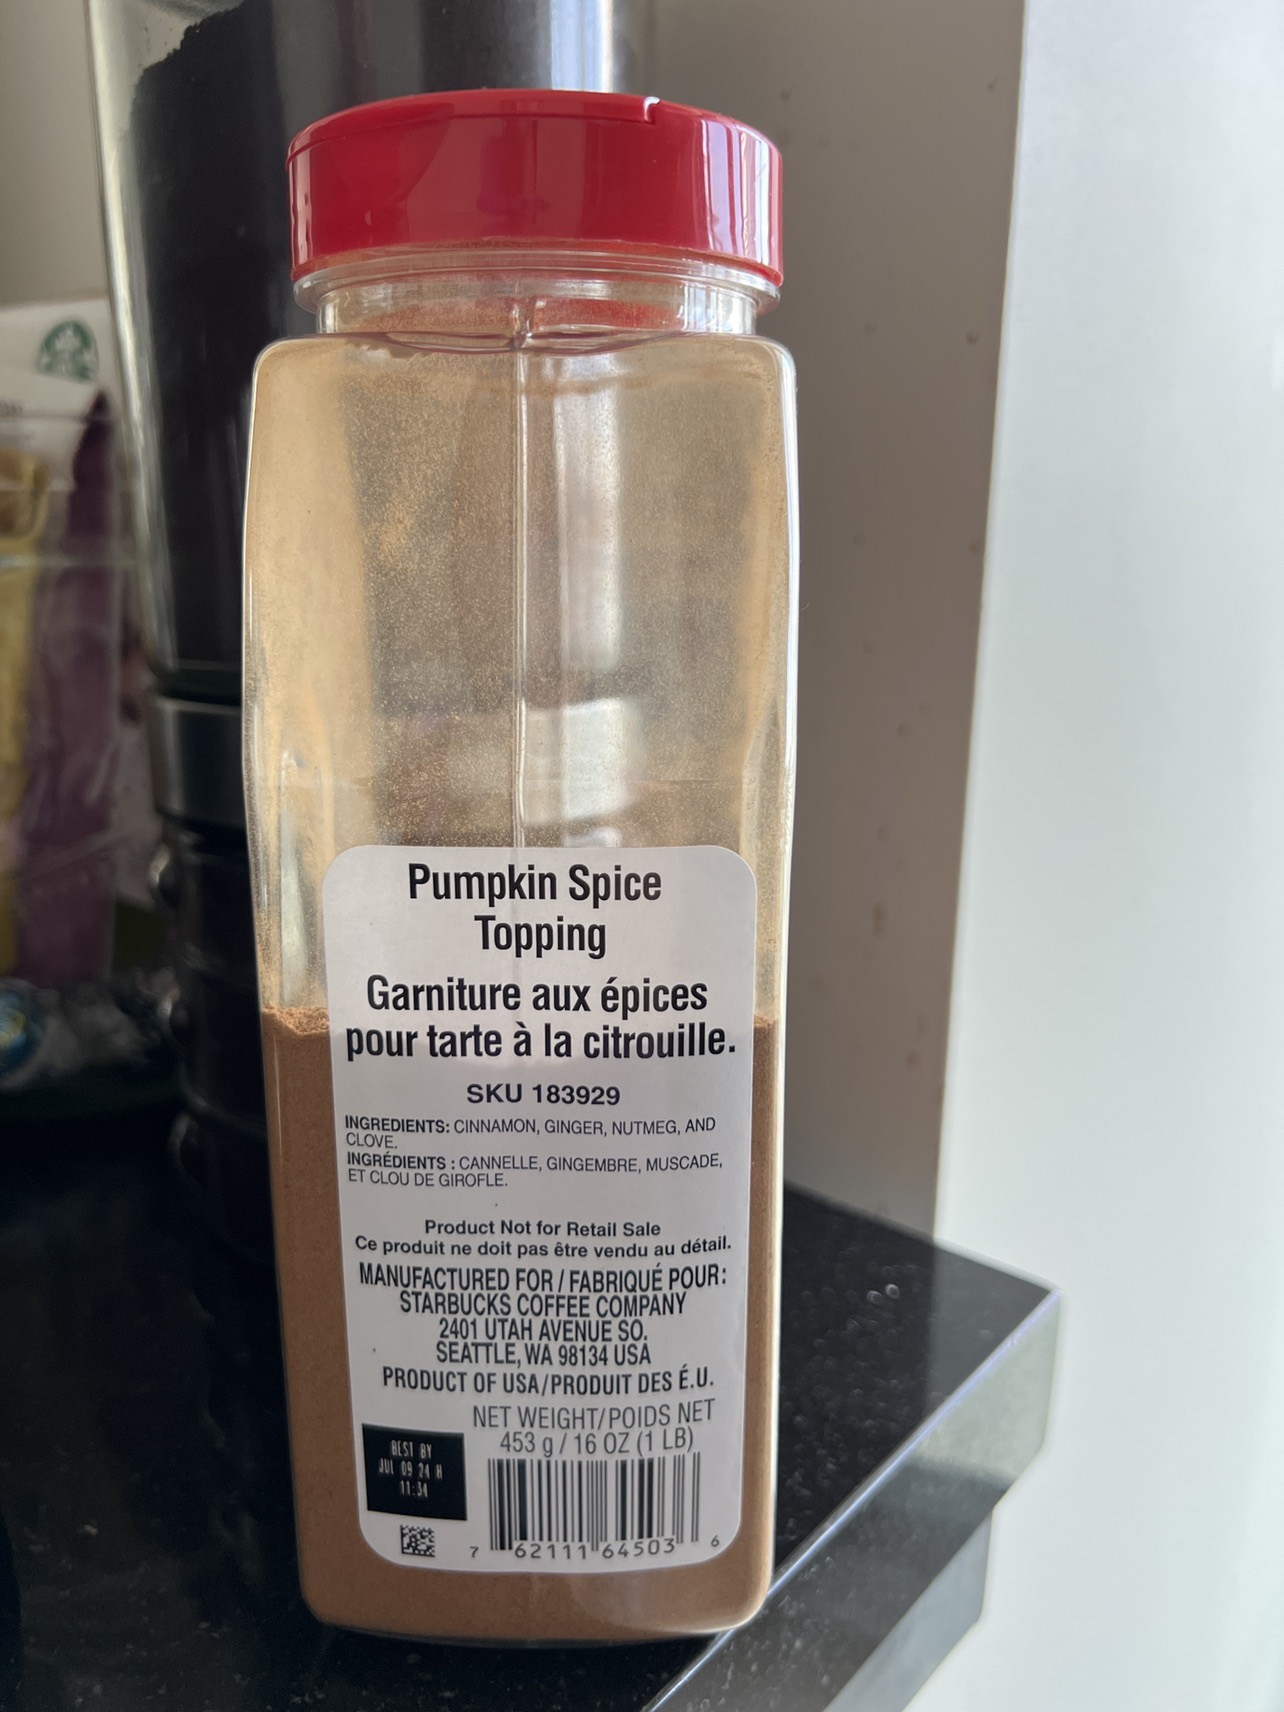 Pumpkin Spice
Topping
Garniture aux épices
pour tarte à la citrouille.
SKU 183929
INGREDIENTS: CINNAMON, GINGER, NUTMEG, AND
CLOVE.
INGRÉDIENTS : CANNELLE, GINGEMBRE, MUSCADE,
ET CLOU DE GIROFLE.
Product Not for Retail Sale
Ce produit ne doit pas être vendu au détail.
MANUFACTURED FOR / FABRIQUÉ POUR:
STARBUCKS COFFEE COMPANY
2401 UTAH AVENUE SO.
SEATTLE, WA 98134 USA
PRODUCT OF USA/PRODUIT DES É.U.
NET WEIGHT/POIDS NET
453 g / 16 OZ (1 LB)
BEST BY
JUL 09 24 H
11:34
7 62111 64503 6